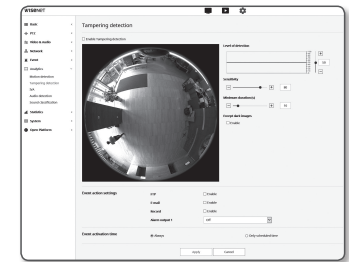 WISENET
Basic
PTZ
Video & Audio
Network
Event
Analytics
Motion detection
Tampering detection
IVA
Audio detection
Sound classification
Statistics
System
Open Platform
Tampering detection
Enable tampering detection
Level of detection
50
Sensitivity
Minimum duration(s)
Except dark images
Enable
Event action settings
FTP
Enable
E-mail
Enable
Record
Enable
Alarm output 1
Off
Event activation time
Always
Only scheduled time
Apply
Cancel